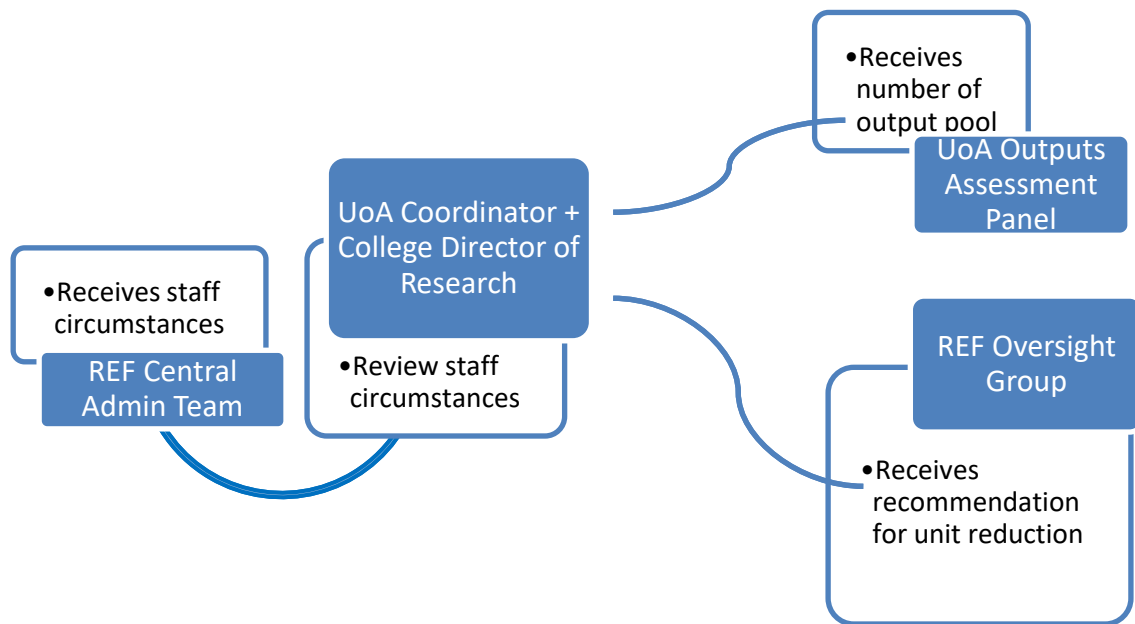 •Receives staff
circumstances
REF Central
Admin Team
UoA Coordinator +
College Director of
Research
•Review staff
circumstances
•Receives
number of
output pool
UoA Outputs
Assessment
Panel
REF Oversight
Group
•Receives
recommendation
for unit reduction